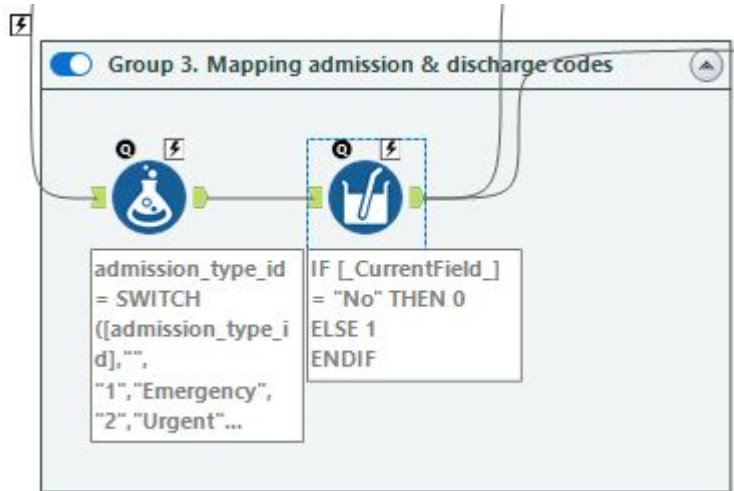 Group 3. Mapping admission & discharge codes
Q
Q
admission_type_id
= SWITCH
([admission_type_i
d],"",
"1","Emergency",
"2","Urgent"...
IF [_CurrentField_]
= "No" THEN 0
ELSE 1
ENDIF